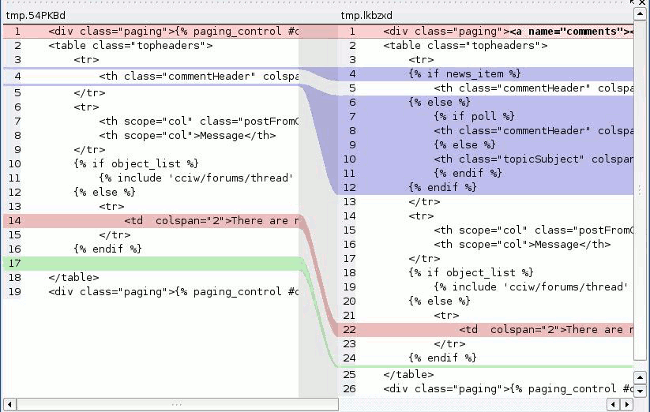 tmp.54PKBd
1 <div class="paging">{% paging_control #c
2 <table class="topheaders">
3 <tr>
4 <th class="commentHeader" colspa
5 </tr>
6 <tr>
7 <th scope="col" class="postFromC
8 <th scope="col">Message</th>
9 </tr>
10 {% if object_list %}
11 {% include 'cciw/forums/thread'
12 {% else %}
13 <tr>
14 <td  colspan="2">There are n
15 </tr>
16 {% endif %}
17
18 </table>
19 <div class="paging">{% paging_control #c
tmp.lkbzxd
1 <div class="paging"><a name="comments"><
2 <table class="topheaders">
3 <tr>
4 {% if news_item %}
5 <th class="commentHeader" colspa
6 {% else %}
7 {% if poll %}
8 <th class="commentHeader" colspa
9 {% else %}
10 <th class="topicSubject" colspan
11 {% endif %}
12 {% endif %}
13 </tr>
14 <tr>
15 <th scope="col" class="postFromC
16 <th scope="col">Message</th>
17 </tr>
18 {% if object_list %}
19 {% include 'cciw/forums/thread'
20 {% else %}
21 <tr>
22 <td  colspan="2">There are n
23 </tr>
24 {% endif %}
25 </table>
26 <div class="paging">{% paging_control #c